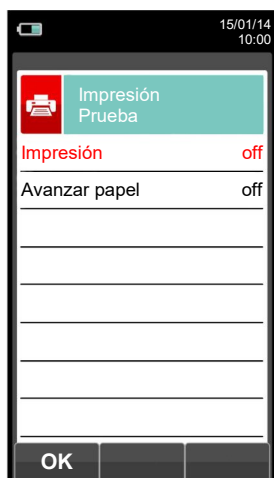 15/01/14
10:00
Impresión
Prueba
Impresión off
Avanzar papel off
OK